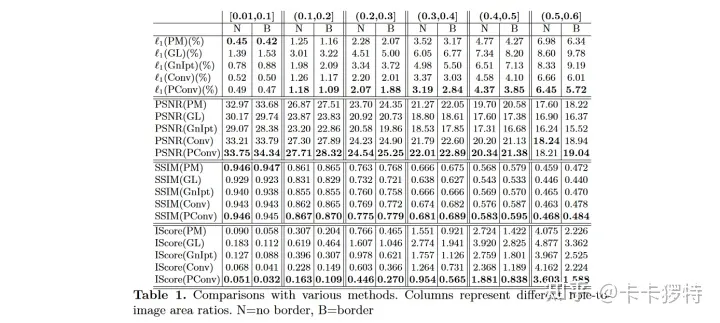 [0.01,0.1] (0.1,0.2] (0.2,0.3] (0.3,0.4] (0.4,0.5] (0.5,0.6]
N B N B N B N B N B N B
ℓ1(PM)(%) 0.45 0.42 1.25 1.16 2.28 2.07 3.52 3.17 4.77 4.27 6.98 6.34
ℓ1(GL)(%) 1.39 1.53 3.01 3.22 4.51 5.00 6.05 6.77 7.34 8.20 8.60 9.78
ℓ1(GnIpt)(%) 0.78 0.88 1.98 2.09 3.34 3.72 4.98 5.50 6.51 7.13 8.33 9.19
ℓ1(Conv)(%) 0.52 0.50 1.26 1.17 2.20 2.01 3.37 3.03 4.58 4.10 6.66 6.01
ℓ1(PConv)(%) 0.49 0.47 1.18 1.09 2.07 1.88 3.19 2.84 4.37 3.85 6.45 5.72
PSNR(PM) 32.97 33.68 26.87 27.51 23.70 24.35 21.27 22.05 19.70 20.58 17.60 18.22
PSNR(GL) 30.17 29.74 23.87 23.83 20.92 20.73 18.80 18.61 17.60 17.38 16.90 16.37
PSNR(GnIpt) 29.07 28.38 23.20 22.86 20.58 19.86 18.53 17.85 17.31 16.68 16.24 15.52
PSNR(Conv) 33.21 33.79 27.30 27.89 24.23 24.90 21.79 22.60 20.20 21.13 18.24 18.94
PSNR(PConv) 33.75 34.34 27.71 28.32 24.54 25.25 22.01 22.89 20.34 21.38 18.21 19.04
SSIM(PM) 0.946 0.947 0.861 0.865 0.763 0.768 0.666 0.675 0.568 0.579 0.459 0.472
SSIM(GL) 0.929 0.923 0.831 0.829 0.732 0.721 0.638 0.627 0.543 0.533 0.446 0.440
SSIM(GnIpt) 0.940 0.938 0.855 0.855 0.760 0.758 0.666 0.666 0.569 0.570 0.465 0.470
SSIM(Conv) 0.943 0.943 0.862 0.865 0.769 0.772 0.674 0.682 0.576 0.587 0.463 0.478
SSIM(PConv) 0.946 0.945 0.867 0.870 0.775 0.779 0.681 0.689 0.583 0.595 0.468 0.484
IScore(PM) 0.090 0.058 0.307 0.204 0.766 0.465 1.551 0.921 2.724 1.422 4.075 2.226
IScore(GL) 0.183 0.112 0.619 0.464 1.607 1.046 2.774 1.941 3.920 2.825 4.877 3.362
IScore(GnIpt) 0.127 0.088 0.396 0.307 0.978 0.621 1.757 1.126 2.759 1.801 3.967 2.525
IScore(Conv) 0.068 0.041 0.228 0.149 0.603 0.366 1.264 0.731 2.368 1.189 4.162 2.224
IScore(PConv) 0.051 0.032 0.163 0.109 0.446 0.270 0.954 0.565 1.881 0.838 3.603 1.588
Table 1. Comparisons with various methods. Columns represent different hole-to-
image area ratios. N=no border, B=border
知乎 @卡卡猡特